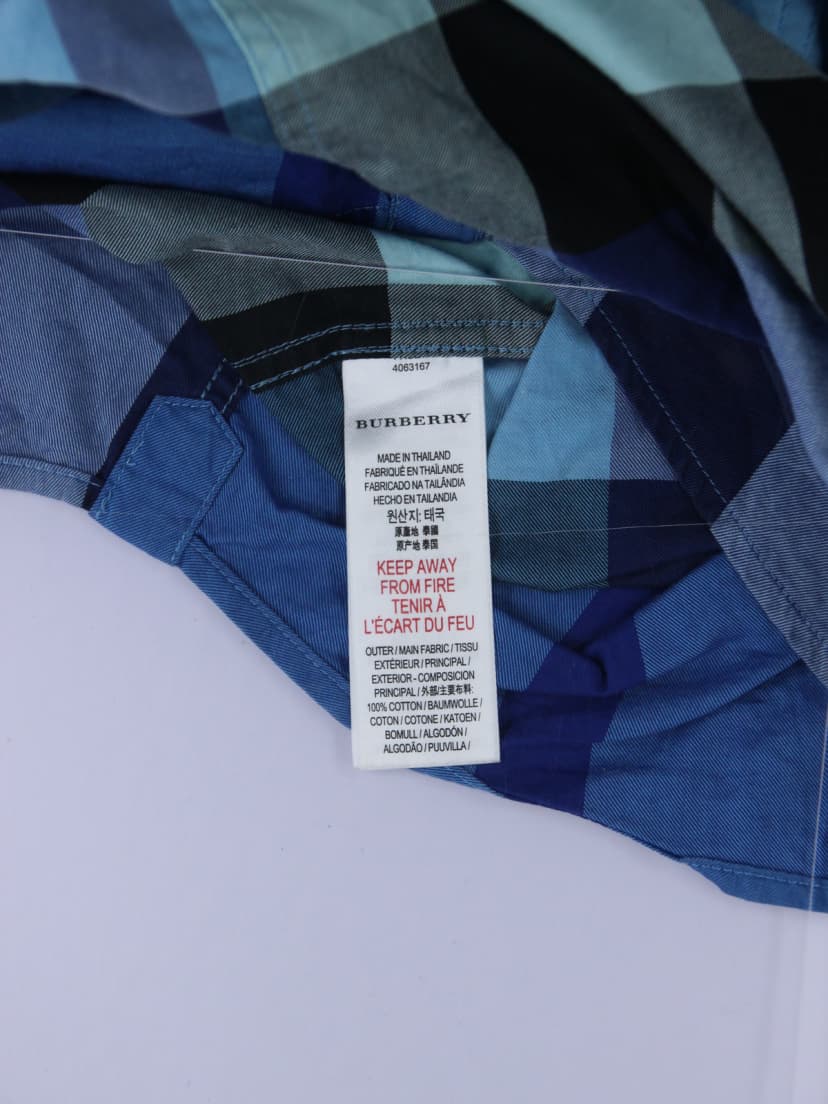 4063167
BURBERRY
MADE IN THAILAND
FABRIQUÉ EN THAÏLANDE
FABRICADO NA TAILÂNDIA
HECHO EN TAILANDIA
원산지: 태국
原産地 泰國
原产地 泰国
KEEP AWAY
FROM FIRE
TENIR À
L'ÉCART DU FEU
OUTER / MAIN FABRIC / TISSU
EXTÉRIEUR / PRINCIPAL /
EXTERIOR - COMPOSICION
PRINCIPAL / 外部/主要布料:
100% COTTON / BAUMWOLLE /
COTON / COTONE / KATOEN /
BOMULL / ALGODÓN /
ALGODÃO / PUUVILLA /